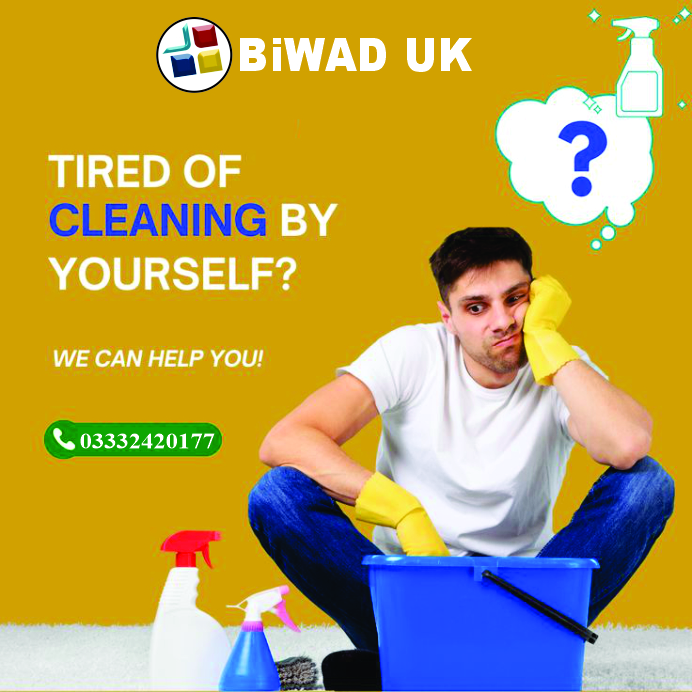 BiWAD UK
?
TIRED OF
CLEANING BY
YOURSELF?
WE CAN HELP YOU!
03332420177